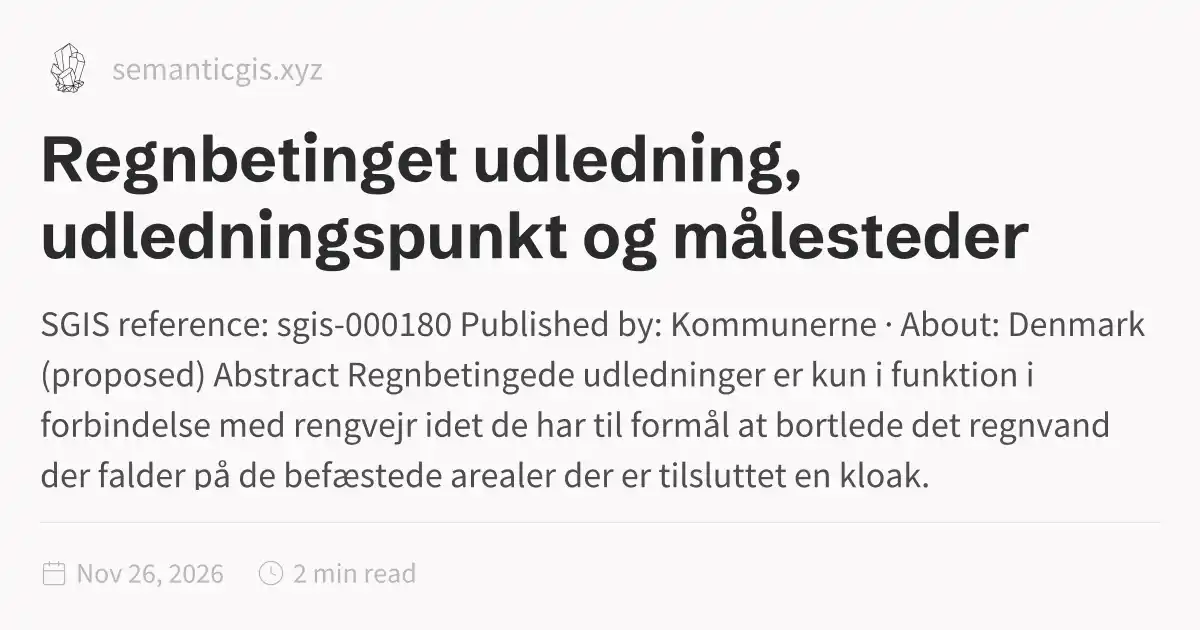 semanticgis.xyz
Regnbetinget udledning,
udledningspunkt og målesteder
SGIS reference: sgis-000180 Published by: Kommunerne · About: Denmark
(proposed) Abstract Regnbetingede udledninger er kun i funktion i
forbindelse med rengvejr idet de har til formål at bortlede det regnvand
der falder på de befæstede arealer der er tilsluttet en kloak.
Nov 26, 2026 2 min read